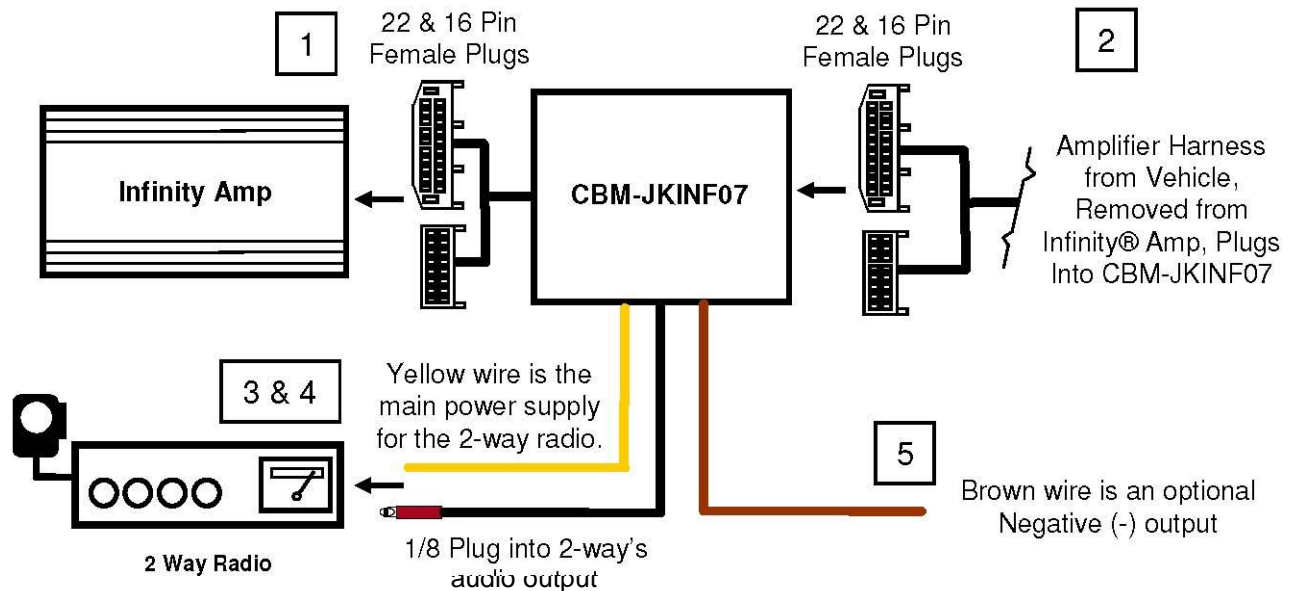 1
22 & 16 Pin
Female Plugs
22 & 16 Pin
Female Plugs
2
Infinity Amp
CBM-JKINF07
Amplifier Harness
from Vehicle,
Removed from
Infinity® Amp, Plugs
Into CBM-JKINF07
3 & 4
Yellow wire is the
main power supply
for the 2-way radio.
5
Brown wire is an optional
Negative (-) output
2 Way Radio
1/8 Plug into 2-way's
audio output